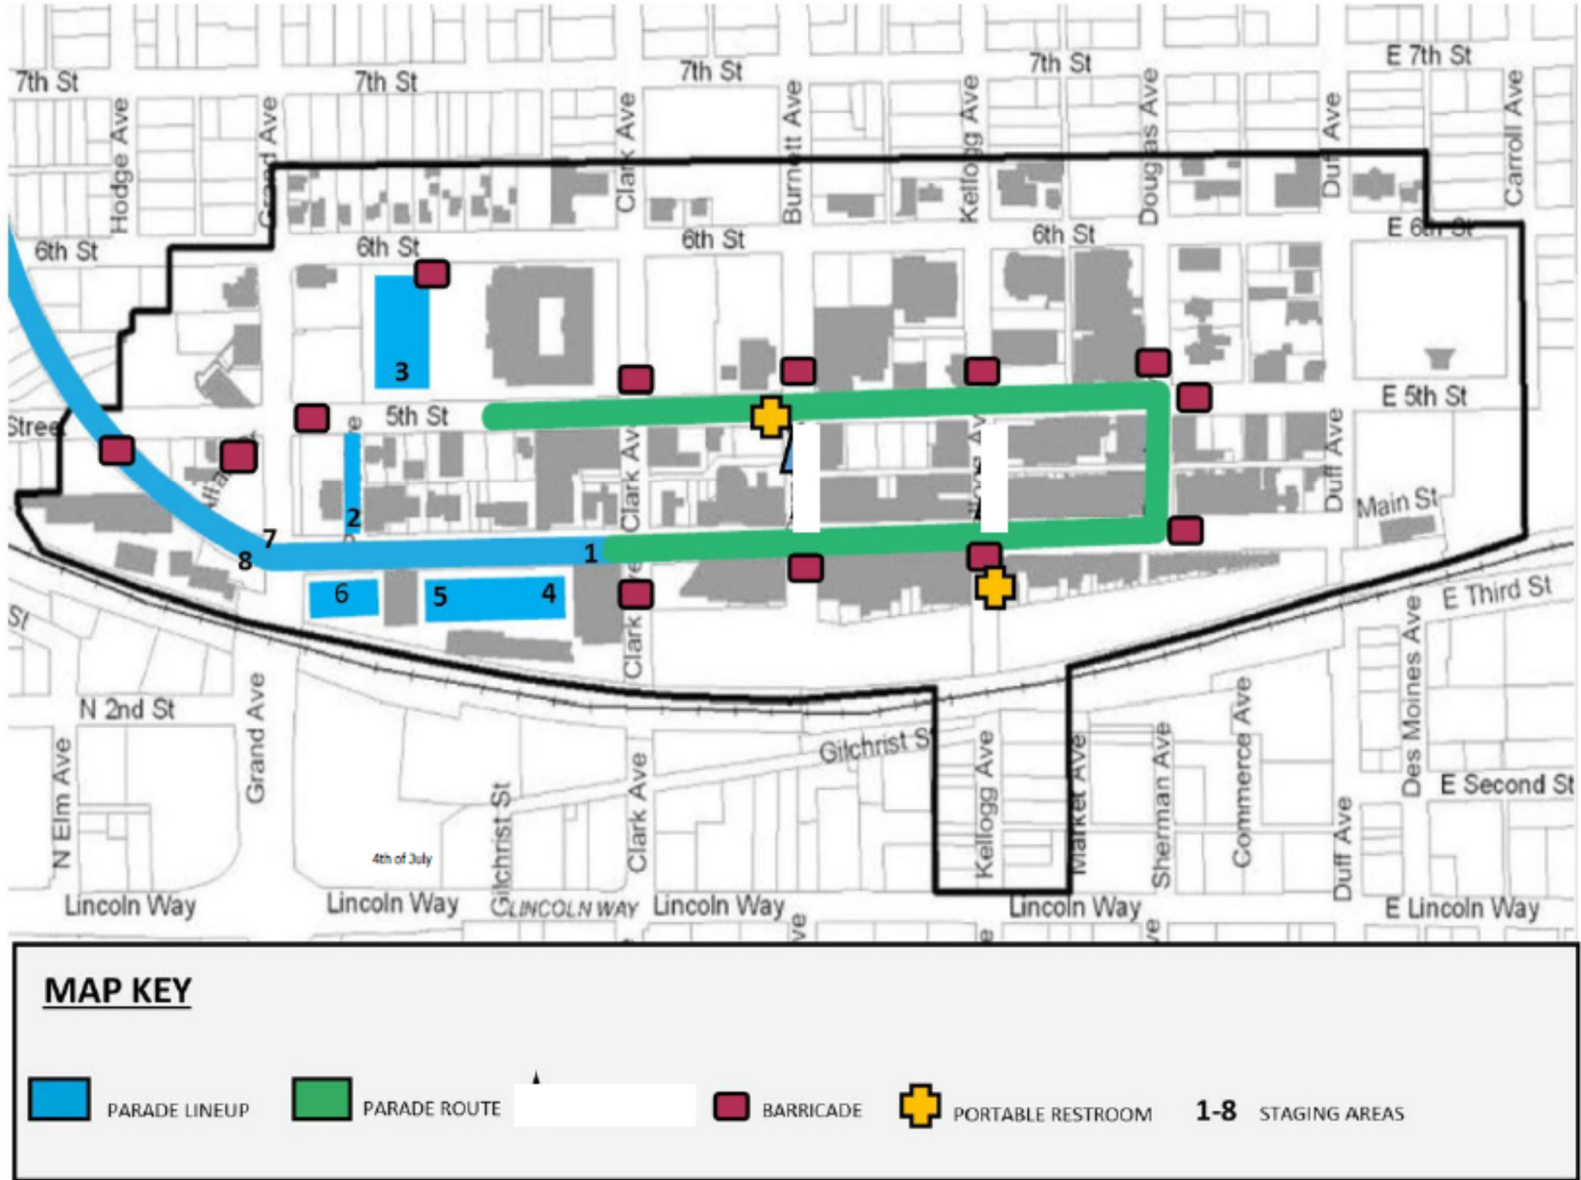 7th St
7th St
7th St
7th St
E 7th St
Hodge Ave
Grand Ave
Clark Ave
Burnett Ave
Kellogg Ave
Douglas Ave
Duff Ave
Carroll Ave
6th St
6th St
6th St
6th St
E 6th St
3
Street
5th St
E 5th St
Clark Av
Duff Ave
2
Main St
7
8
1
6
5
4
Clark
E Third St
St
N 2nd St
Grand Ave
Gilchrist S
Des Moines Ave
N Elm Ave
Gilchrist St
Clark Ave
Kellogg Ave
Market Ave
Sherman Ave
Commerce Ave
Duff Ave
E Second St
4th of July
Lincoln Way
Lincoln Way
LINCOLN WAY
Lincoln Way
Lincoln Way
E Lincoln Way
MAP KEY
PARADE LINEUP
PARADE ROUTE
BARRICADE
PORTABLE RESTROOM
1-8 STAGING AREAS